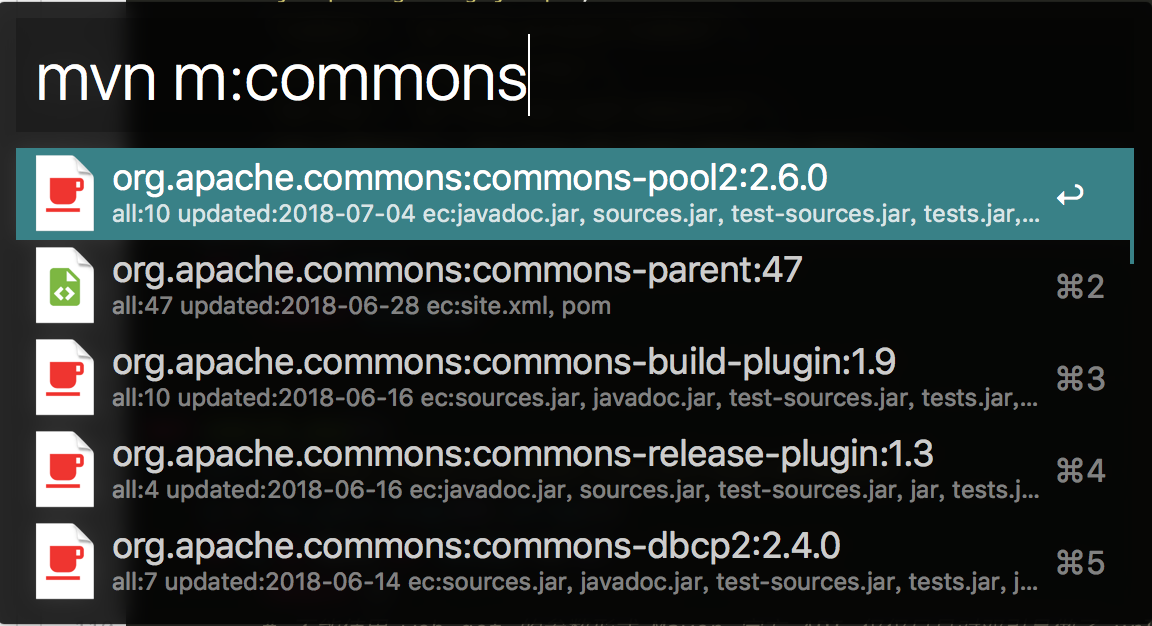 mvn m:commons
org.apache.commons:commons-pool2:2.6.0
all:10 updated:2018-07-04 ec:javadoc.jar, sources.jar, test-sources.jar, tests.jar,...
org.apache.commons:commons-parent:47
all:47 updated:2018-06-28 ec:site.xml, pom
⌘2
org.apache.commons:commons-build-plugin:1.9
all:10 updated:2018-06-16 ec:sources.jar, javadoc.jar, test-sources.jar, tests.jar,...
⌘3
org.apache.commons:commons-release-plugin:1.3
all:4 updated:2018-06-16 ec:javadoc.jar, sources.jar, test-sources.jar, jar, tests.j...
⌘4
org.apache.commons:commons-dbcp2:2.4.0
all:7 updated:2018-06-14 ec:sources.jar, javadoc.jar, test-sources.jar, tests.jar, j...
⌘5